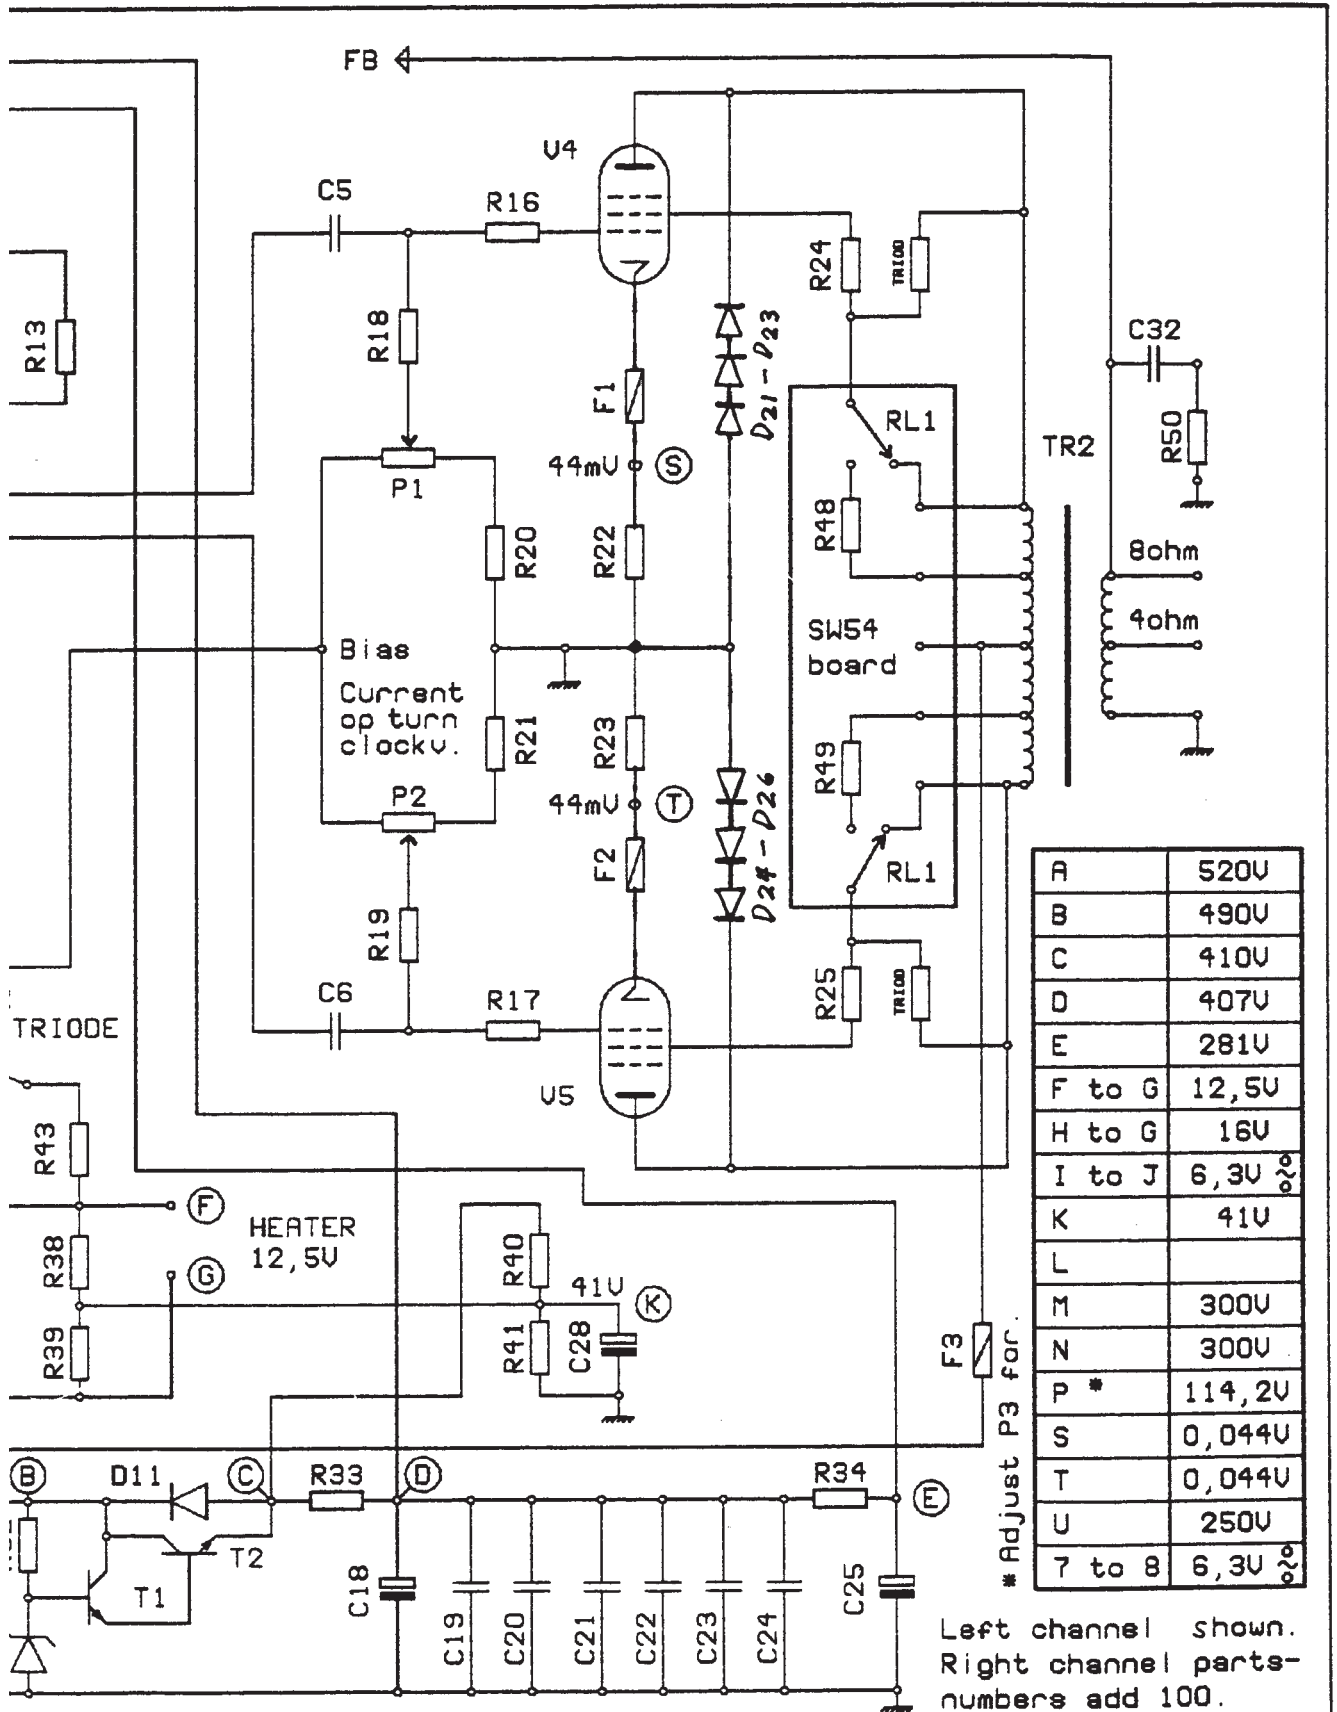 FB
V4
C5
R16
R24
TRIOD
R18
R13
F1
D21-D23
C32
RL1
R50
TR2
44mV S
P1
R48
R20
R22
8ohm
4ohm
SW54
board
Bias
Current
op turn
clockv.
R21
R23
R49
P2
44mV T
D24-D26
F2
RL1
R19
C6
R17
R25
TRIOD
TRIODE
V5
R43
F
HEATER
12,5V
R38
G
R40
41V
K
R39
R41
C28
F3
B
D11
C
R33
D
R34
E
T2
T1
C18
C19
C20
C21
C22
C23
C24
C25
A 520V
B 490V
C 410V
D 407V
E 281V
F to G 12,5V
H to G 16V
I to J 6,3V
K 41V
L
M 300V
N 300V
P * 114,2V
S 0,044V
T 0,044V
U 250V
7 to 8 6,3V
* Adjust P3 for.
Left channel shown.
Right channel parts-
numbers add 100.